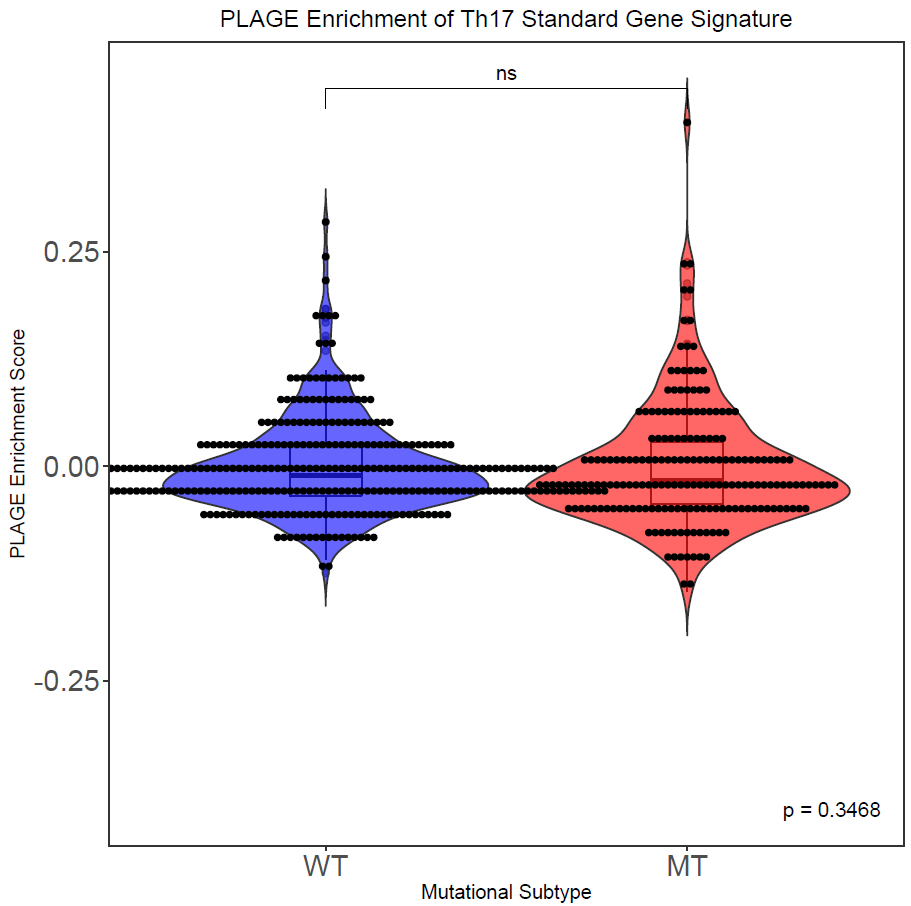 PLAGE Enrichment of Th17 Standard Gene Signature
ns
0.25
0.00
-0.25
PLAGE Enrichment Score
p = 0.3468
WT
MT
Mutational Subtype